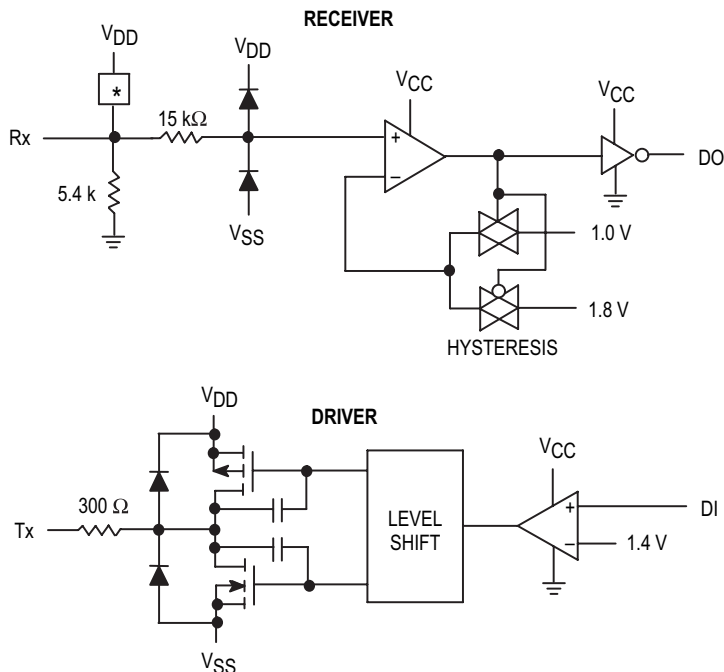 RECEIVER
VDD
*
VDD
VCC
VCC
Rx
15 kΩ
+
−
DO
5.4 k
VSS
1.0 V
1.8 V
HYSTERESIS
DRIVER
VDD
VCC
Tx
300 Ω
LEVEL
SHIFT
+
−
DI
1.4 V
VSS